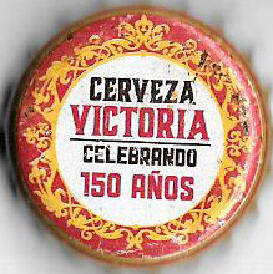 CERVEZA
VICTORIA
CELEBRANDO
150 AÑOS